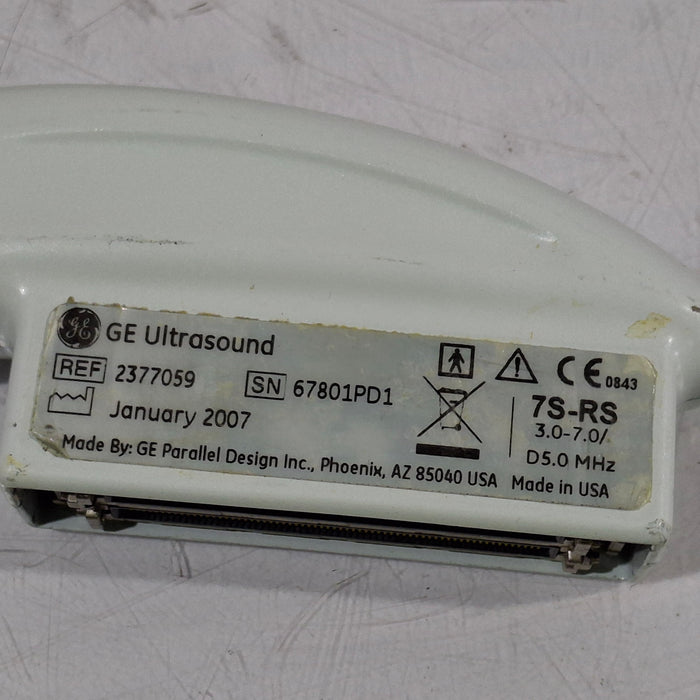 GE GE Ultrasound
REF 2377059 SN 67801PD1
January 2007
Made By: GE Parallel Design Inc., Phoenix, AZ 85040 USA
CE 0843
7S-RS
3.0-7.0/
D5.0 MHz
Made in USA